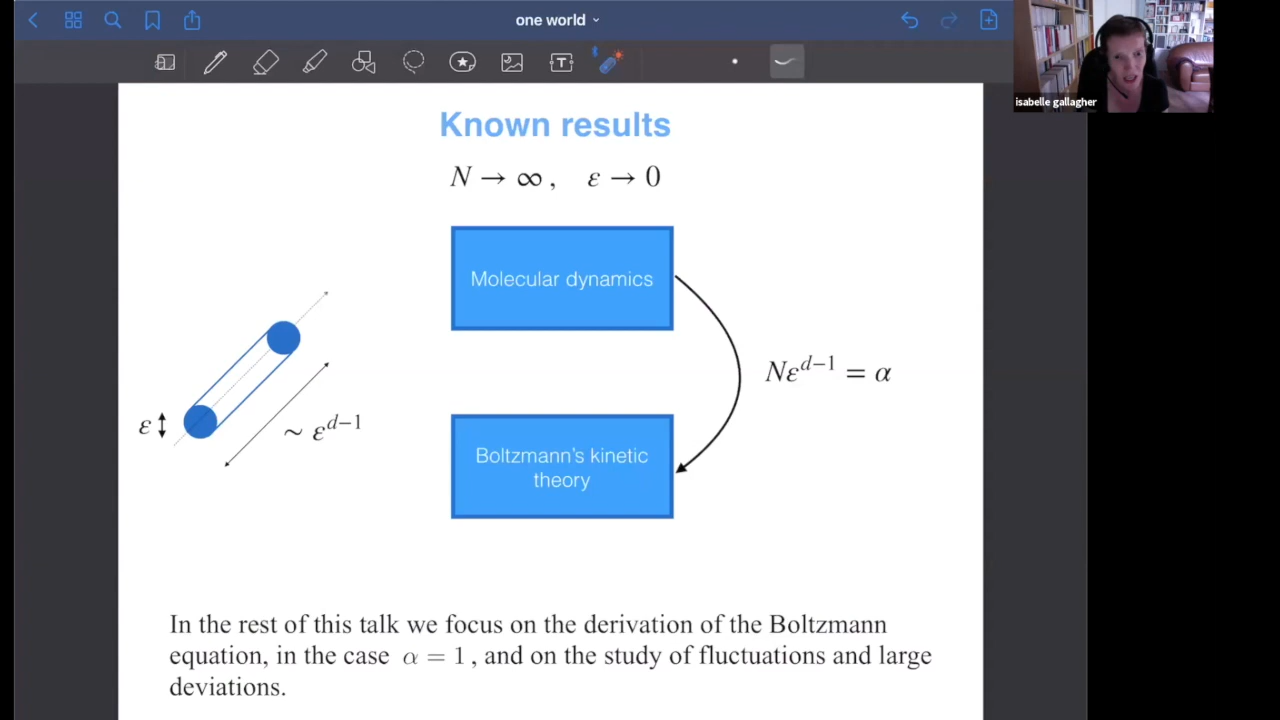 one world
isabelle gallagher
Known results
N → ∞ , ε → 0
Molecular dynamics
Nε^{d−1} = α
ε
∼ ε^{d−1}
Boltzmann's kinetic
theory
In the rest of this talk we focus on the derivation of the Boltzmann
equation, in the case α = 1 , and on the study of fluctuations and large
deviations.